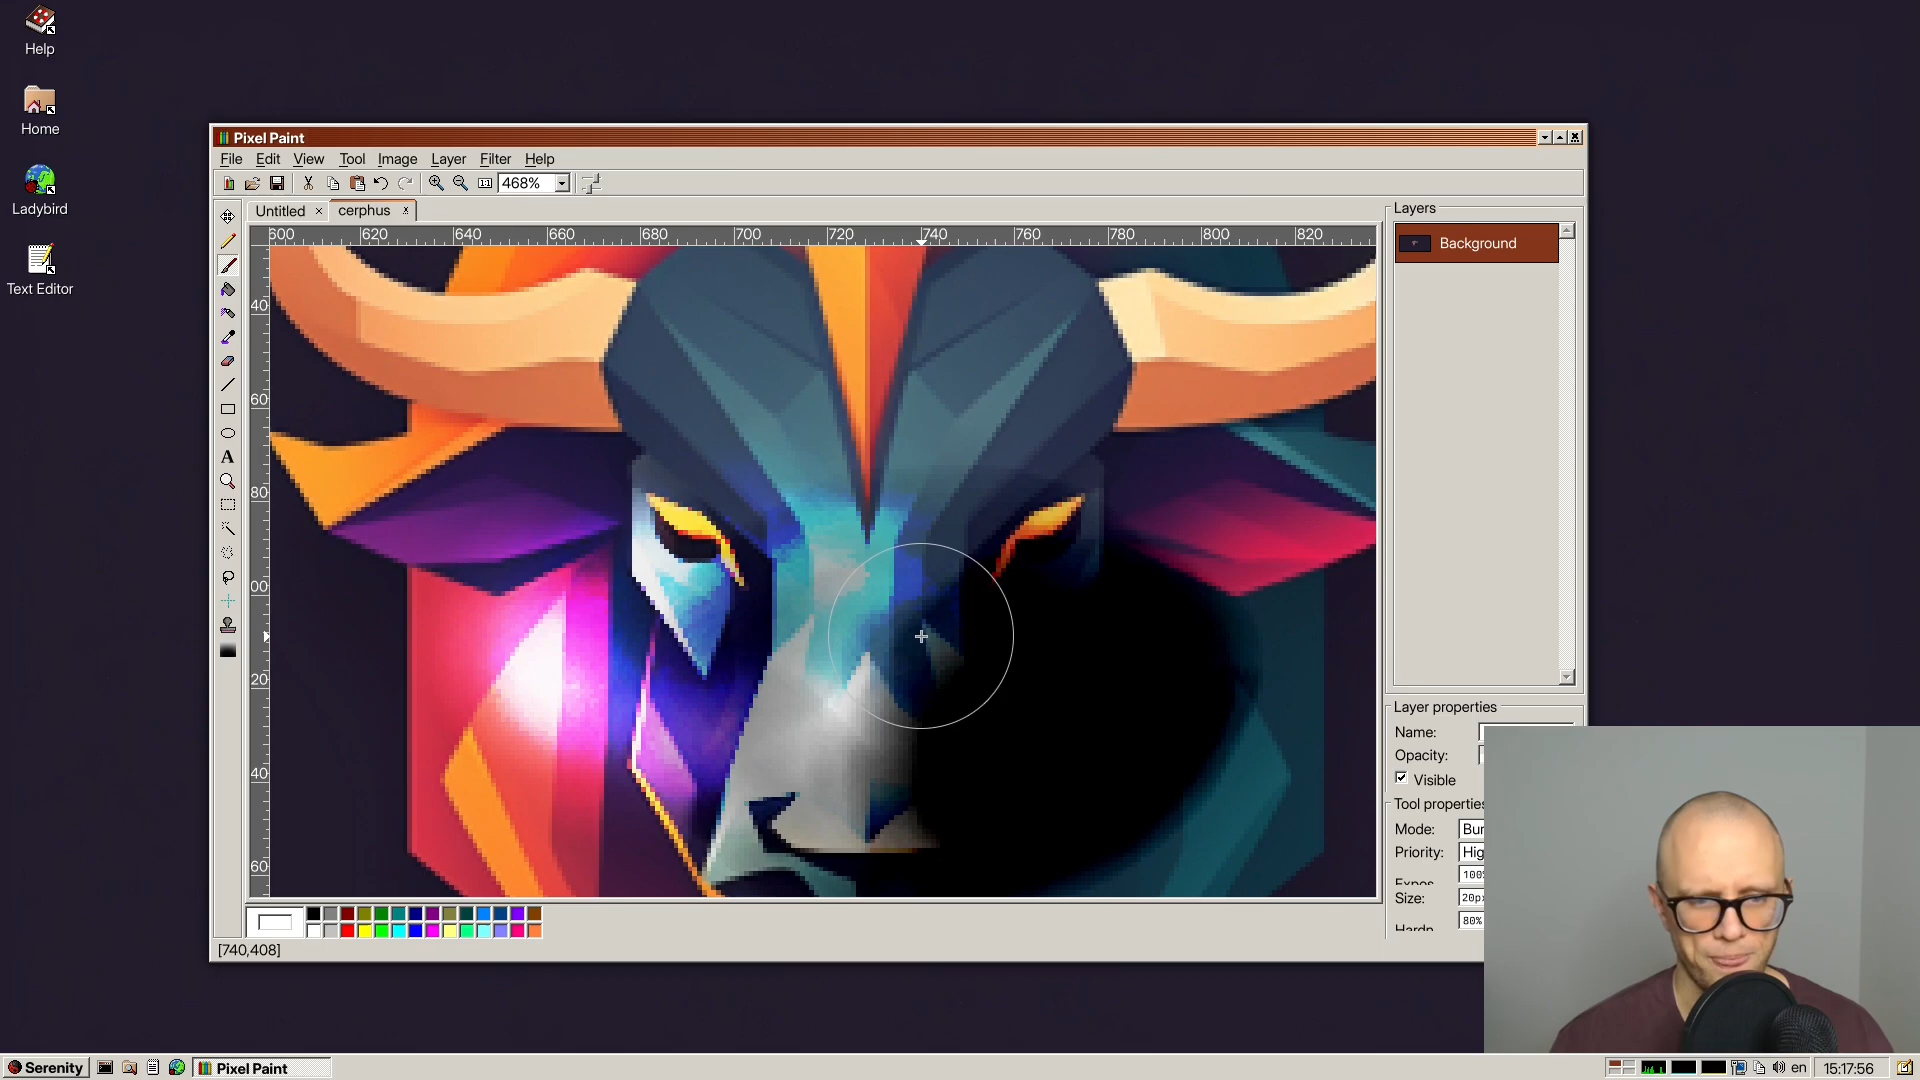 Help
Home
Ladybird
Text Editor
Pixel Paint
File Edit View Tool Image Layer Filter Help
468%
Untitled cerphus
600 620 640 660 680 700 720 740 760 780 800 820
40
60
80
00
20
40
60
Layers
Background
Layer properties
Name:
Opacity:
Visible
Tool properties
Mode: Bur
Priority: Hig
100%
Size: 20px
80%
[740,408]
Serenity Pixel Paint en 15:17:56